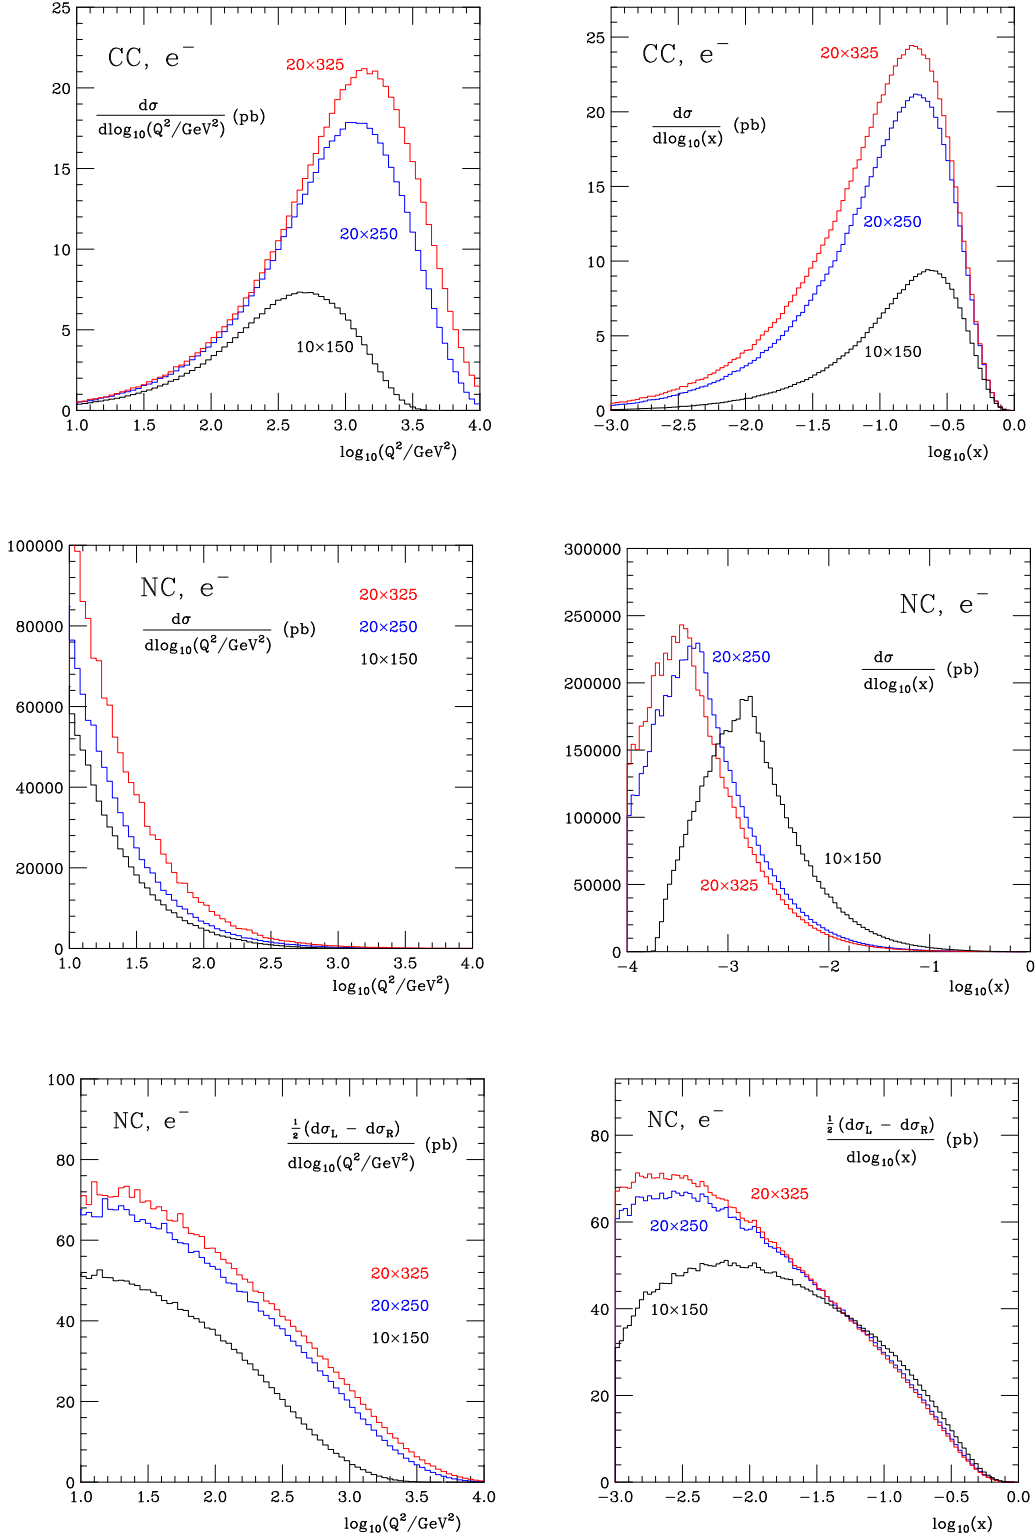 25
20
15
10
5
0
CC, e⁻
20×325
dσ
dlog₁₀(Q²/GeV²) (pb)
20×250
10×150
1.0 1.5 2.0 2.5 3.0 3.5 4.0
log₁₀(Q²/GeV²)
25
20
15
10
5
0
CC, e⁻
20×325
dσ
dlog₁₀(x) (pb)
20×250
10×150
−3.0 −2.5 −2.0 −1.5 −1.0 −0.5 0.0
log₁₀(x)
100000
80000
60000
40000
20000
0
NC, e⁻
dσ
dlog₁₀(Q²/GeV²) (pb)
20×325
20×250
10×150
1.0 1.5 2.0 2.5 3.0 3.5 4.0
log₁₀(Q²/GeV²)
300000
250000
200000
150000
100000
50000
0
NC, e⁻
20×250
dσ
dlog₁₀(x) (pb)
10×150
20×325
−4 −3 −2 −1 0
log₁₀(x)
100
80
60
40
20
0
NC, e⁻
½(dσL − dσR)
dlog₁₀(Q²/GeV²) (pb)
20×325
20×250
10×150
1.0 1.5 2.0 2.5 3.0 3.5 4.0
log₁₀(Q²/GeV²)
80
60
40
20
0
NC, e⁻
½(dσL − dσR)
dlog₁₀(x) (pb)
20×325
20×250
10×150
−3.0 −2.5 −2.0 −1.5 −1.0 −0.5 0.0
log₁₀(x)